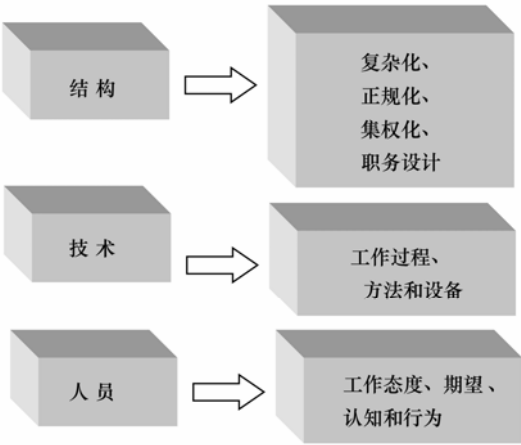 结构
复杂化、
正规化、
集权化、
职务设计
技术
工作过程、
方法和设备
人员
工作态度、期望、
认知和行为